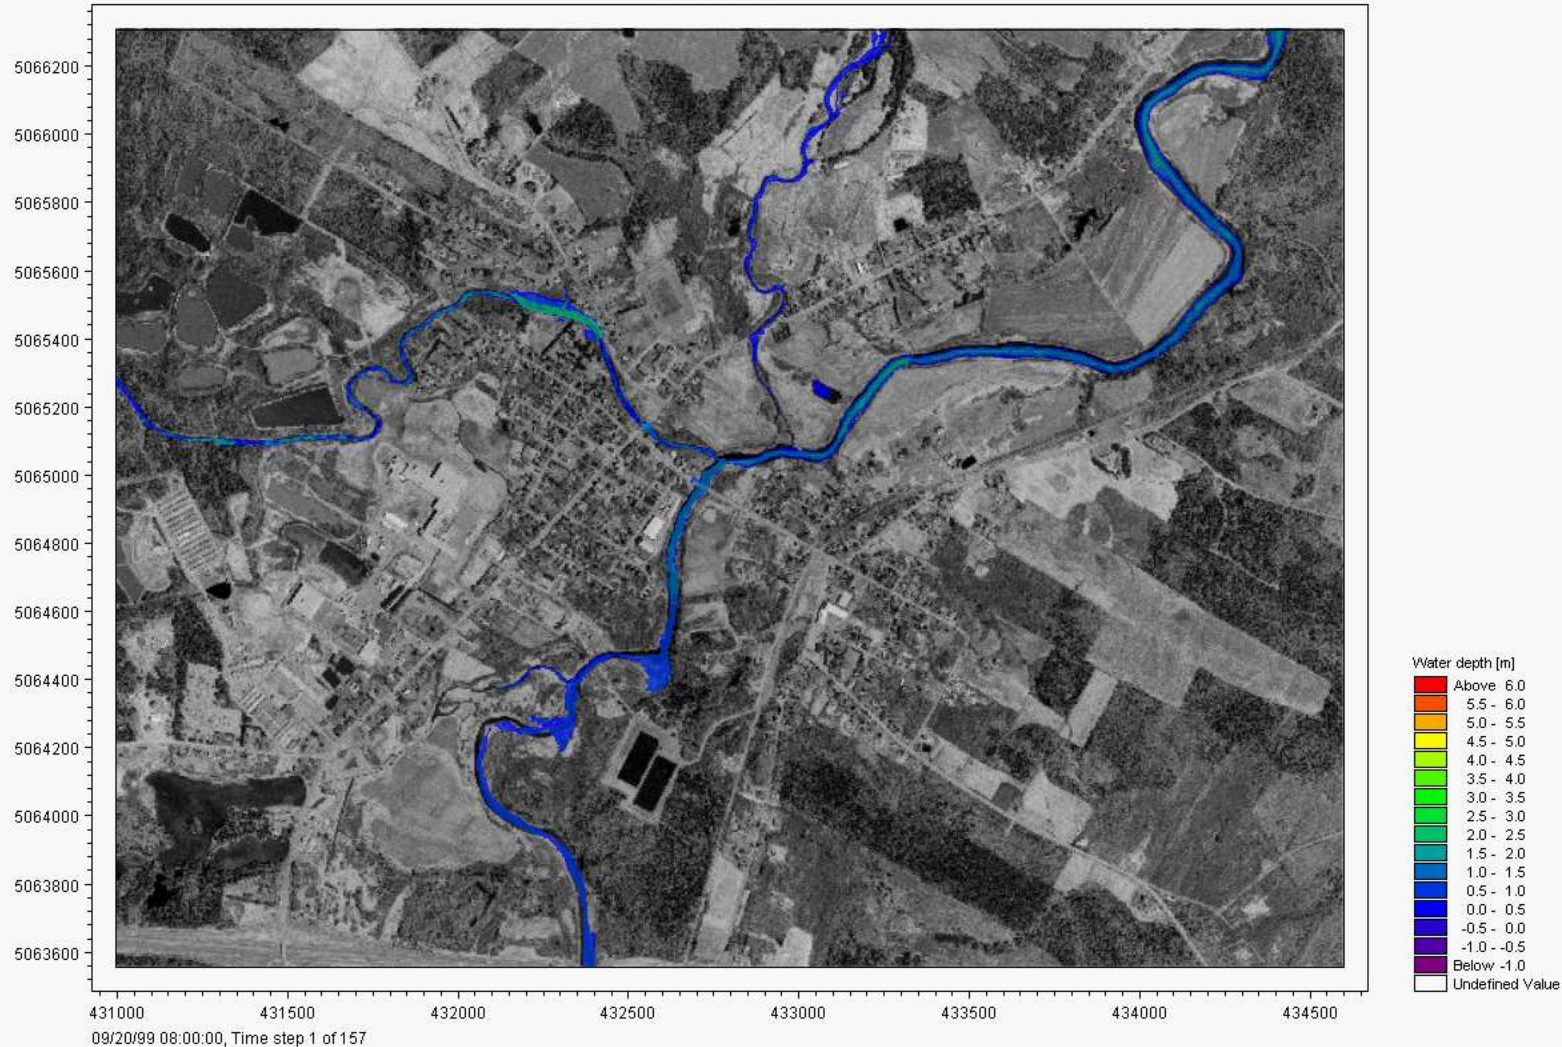 5066200
5066000
5065800
5065600
5065400
5065200
5065000
5064800
5064600
5064400
5064200
5064000
5063800
5063600
431000 431500 432000 432500 433000 433500 434000 434500
09/20/99 08:00:00, Time step 1 of 157
Water depth [m]
Above 6.0
5.5 - 6.0
5.0 - 5.5
4.5 - 5.0
4.0 - 4.5
3.5 - 4.0
3.0 - 3.5
2.5 - 3.0
2.0 - 2.5
1.5 - 2.0
1.0 - 1.5
0.5 - 1.0
0.0 - 0.5
-0.5 - 0.0
-1.0 - -0.5
Below -1.0
Undefined Value